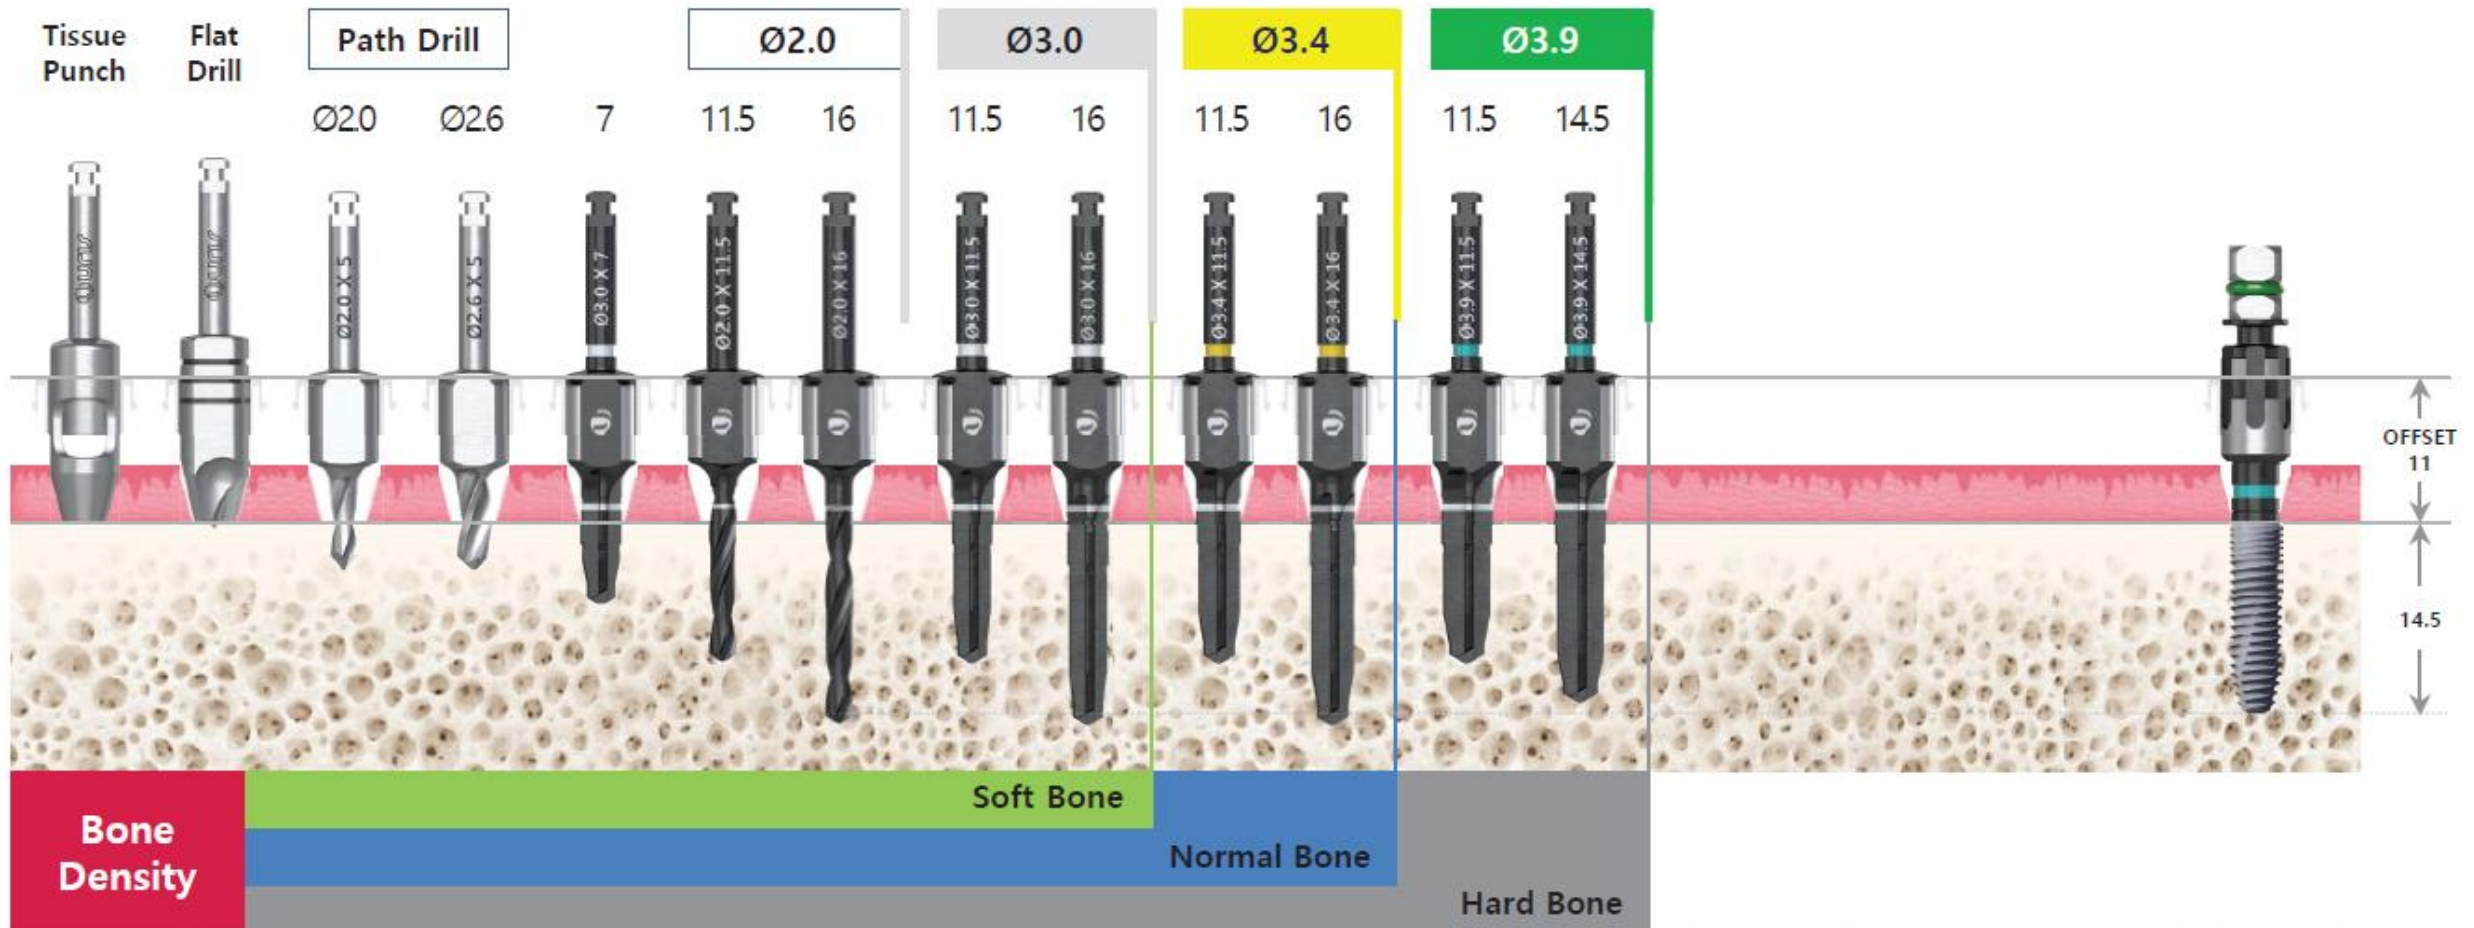 Tissue
Punch
Flat
Drill
Path Drill
Ø2.0
Ø3.0
Ø3.4
Ø3.9
Ø2.0
Ø2.6
7
11.5
16
11.5
16
11.5
16
11.5
14.5
Ø2.0 X 5
Ø2.6 X 5
Ø3.0 X 7
Ø2.0 X 11.5
Ø2.0 X 16
Ø3.0 X 11.5
Ø3.0 X 16
Ø3.4 X 11.5
Ø3.4 X 16
Ø3.9 X 11.5
Ø3.9 X 14.5
OFFSET
11
14.5
Bone
Density
Soft Bone
Normal Bone
Hard Bone